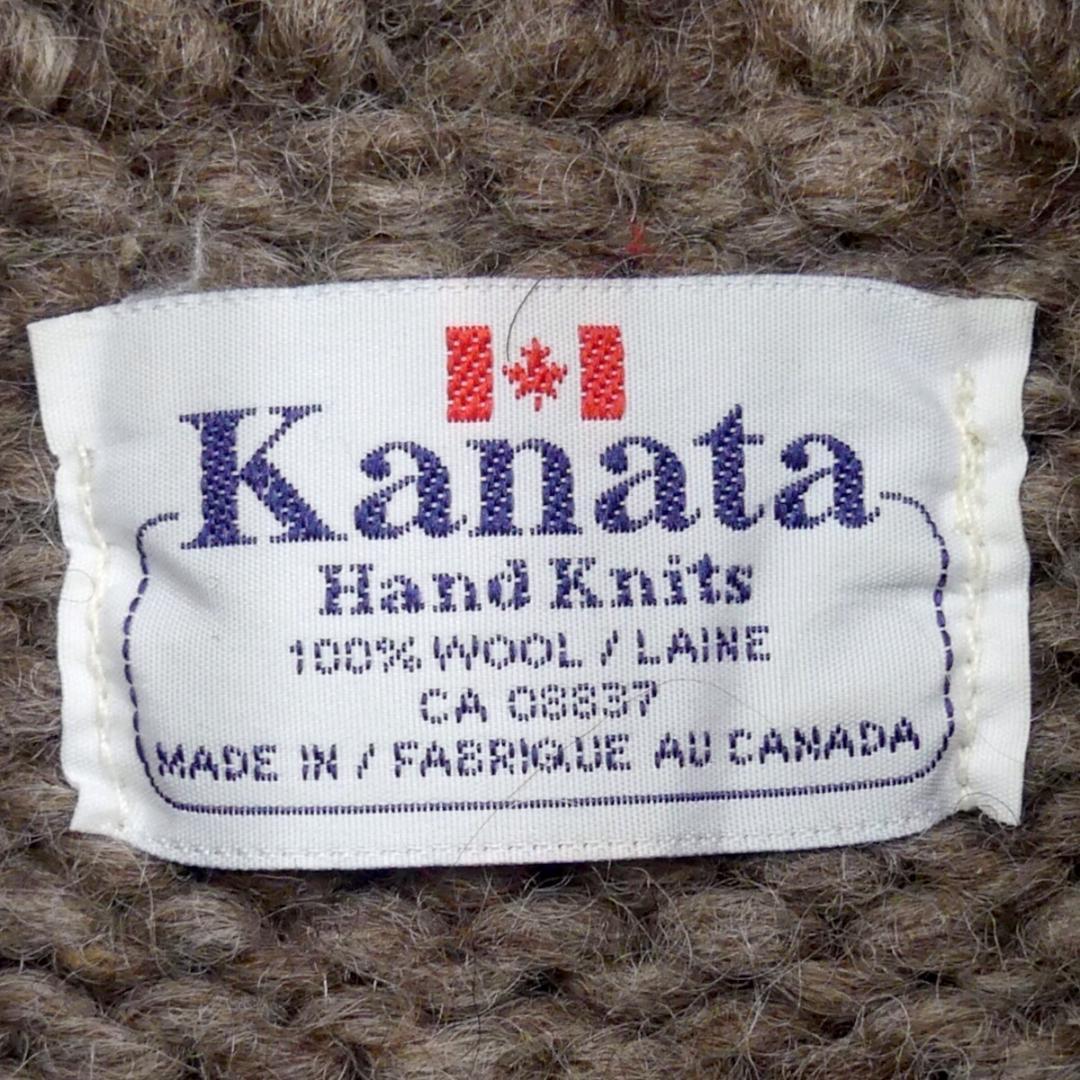 Kanata
Hand Knits
100% WOOL / LAINE
CA 08837
MADE IN / FABRIQUE AU CANADA